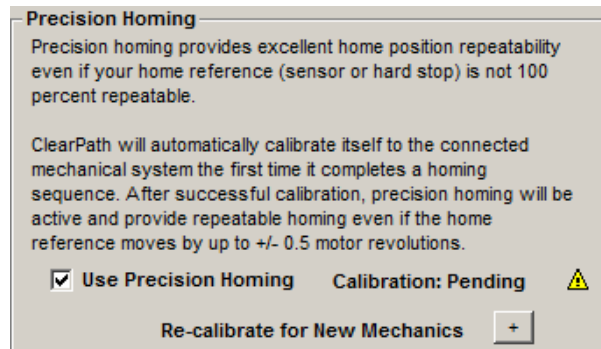 Precision Homing
Precision homing provides excellent home position repeatability
even if your home reference (sensor or hard stop) is not 100
percent repeatable.
ClearPath will automatically calibrate itself to the connected
mechanical system the first time it completes a homing
sequence. After successful calibration, precision homing will be
active and provide repeatable homing even if the home
reference moves by up to +/- 0.5 motor revolutions.
Use Precision Homing Calibration: Pending
Re-calibrate for New Mechanics +